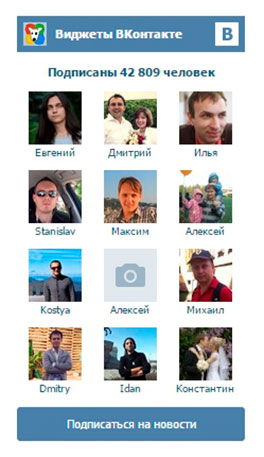 Виджеты ВКонтакте
Подписаны 42 809 человек
Евгений Дмитрий Илья
Stanislav Максим Алексей
Kostya Алексей Михаил
Dmitry Idan Константин
Подписаться на новости